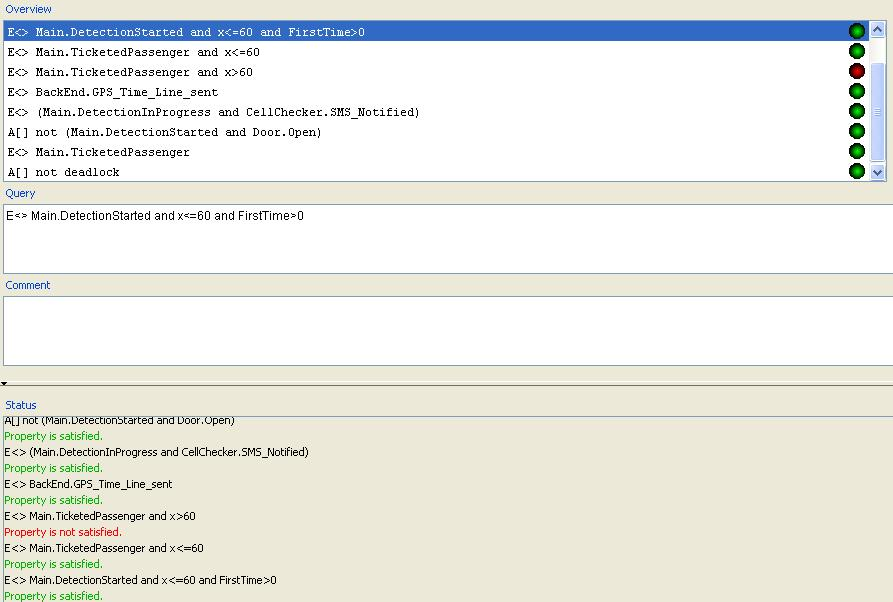 Overview
E<> Main.DetectionStarted and x<=60 and FirstTime>0
E<> Main.TicketedPassenger and x<=60
E<> Main.TicketedPassenger and x>60
E<> BackEnd.GPS_Time_Line_sent
E<> (Main.DetectionInProgress and CellChecker.SMS_Notified)
A[] not (Main.DetectionStarted and Door.Open)
E<> Main.TicketedPassenger
A[] not deadlock
Query
E<> Main.DetectionStarted and x<=60 and FirstTime>0
Comment
Status
A[] not (Main.DetectionStarted and Door.Open)
Property is satisfied.
E<> (Main.DetectionInProgress and CellChecker.SMS_Notified)
Property is satisfied.
E<> BackEnd.GPS_Time_Line_sent
Property is satisfied.
E<> Main.TicketedPassenger and x>60
Property is not satisfied.
E<> Main.TicketedPassenger and x<=60
Property is satisfied.
E<> Main.DetectionStarted and x<=60 and FirstTime>0
Property is satisfied.